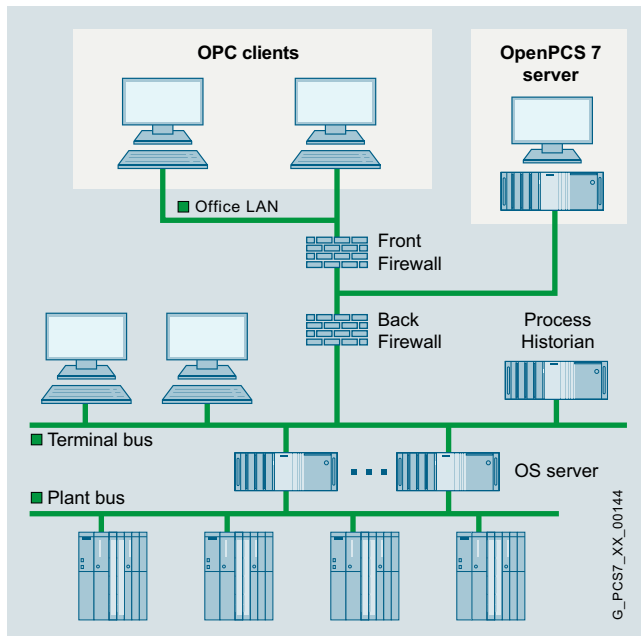 OPC clients
OpenPCS 7
server
Office LAN
Front
Firewall
Back
Firewall
Process
Historian
Terminal bus
OS server
Plant bus
G_PCS7_XX_00144